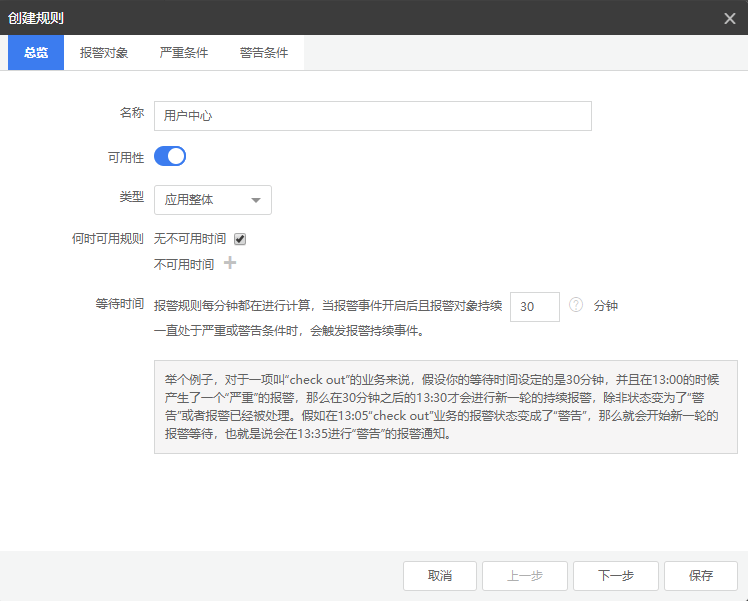 创建规则
总览 报警对象 严重条件 警告条件
名称 用户中心
可用性
类型 应用整体
何时可用规则 无不可用时间
不可用时间
等待时间 报警规则每分钟都在进行计算，当报警事件开启后且报警对象持续 30 ? 分钟
一直处于严重或警告条件时，会触发报警持续事件。
举个例子，对于一项叫“check out”的业务来说，假设你的等待时间设定的是30分钟，并且在13:00的时候
产生了一个“严重”的报警，那么在30分钟之后的13:30才会进行新一轮的持续报警，除非状态变为了“警
告”或者报警已经被处理。假如在13:05“check out”业务的报警状态变成了“警告”，那么就会开始新一轮的
报警等待，也就是说会在13:35进行“警告”的报警通知。
取消 上一步 下一步 保存